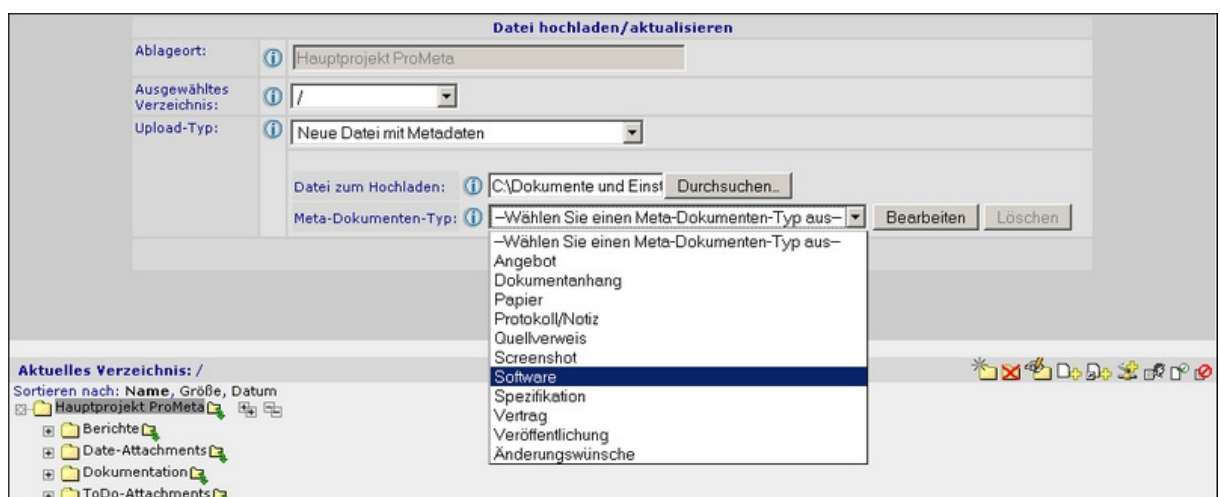 Datei hochladen/aktualisieren
Ablageort:
Hauptprojekt ProMeta
Ausgewähltes
Verzeichnis:
/
Upload-Typ:
Neue Datei mit Metadaten
Datei zum Hochladen:
C:\Dokumente und Einst
Durchsuchen...
Meta-Dokumenten-Typ:
--Wählen Sie einen Meta-Dokumenten-Typ aus--
Bearbeiten
Löschen
--Wählen Sie einen Meta-Dokumenten-Typ aus--
Angebot
Dokumentanhang
Papier
Protokoll/Notiz
Quellverweis
Screenshot
Software
Spezifikation
Vertrag
Veröffentlichung
Änderungswünsche
Aktuelles Verzeichnis: /
Sortieren nach: Name, Größe, Datum
Hauptprojekt ProMeta
Berichte
Date-Attachments
Dokumentation
ToDo-Attachments